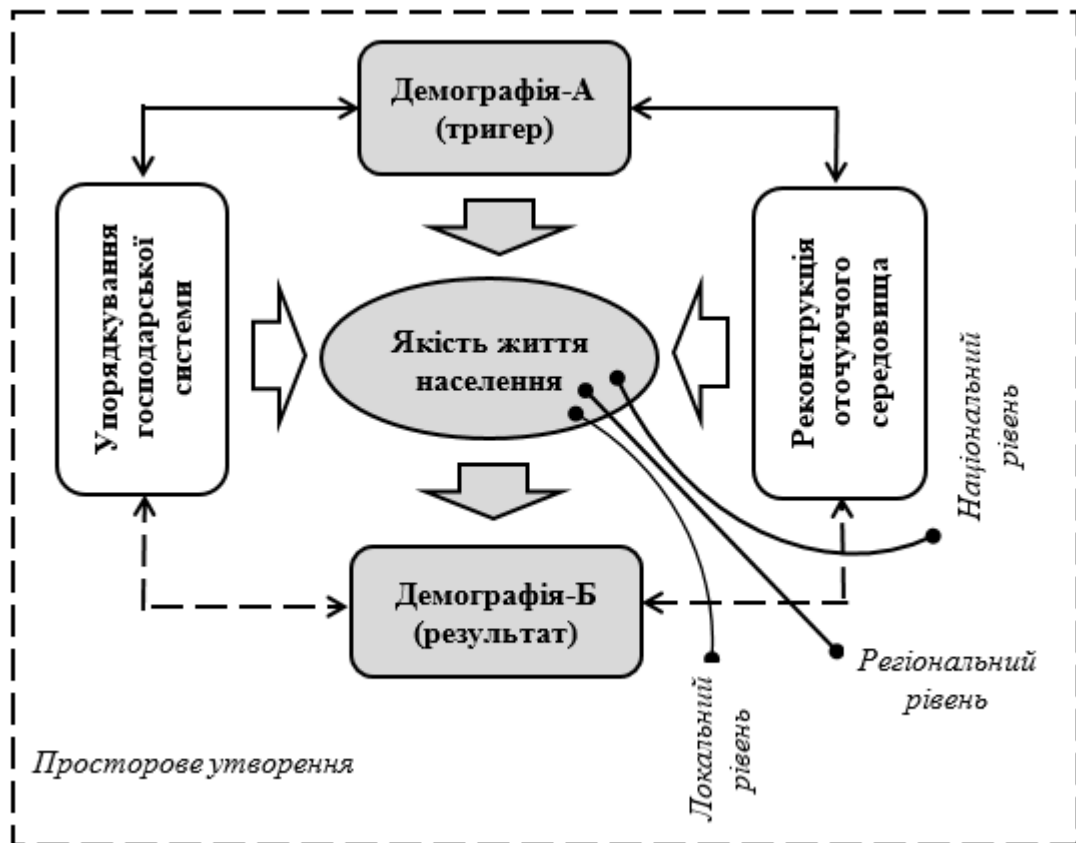 Демографія-А
(тригер)
Упорядкування
господарської
системи
Якість життя
населення
Реконструкція
оточуючого
середовища
Національний
рівень
Демографія-Б
(результат)
Регіональний
рівень
Локальний
рівень
Просторове утворення